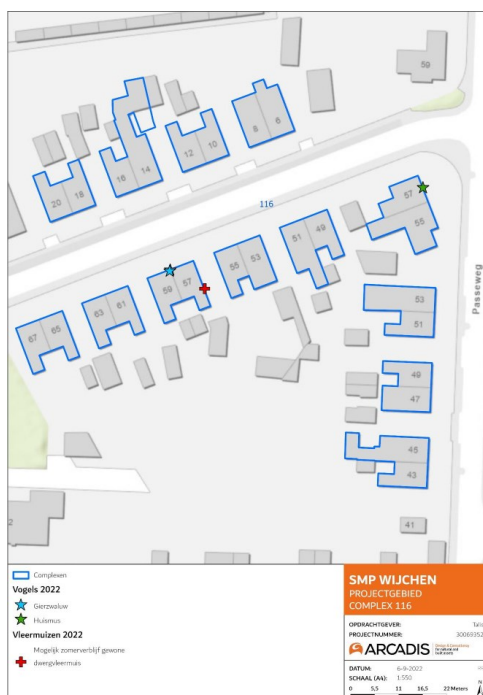 59
8
6
12
10
16
14
20
18
116
57
55
51
49
55
53
59
57
63
61
67
65
53
51
49
47
45
43
41
Passeweg
Complexen
Vogels 2022
Gierzwaluw
Huismus
Vleermuizen 2022
Mogelijk zomerverblijf gewone
dwergvleermuis
SMP WIJCHEN
PROJECTGEBIED
COMPLEX 116
OPDRACHTGEVER:
PROJECTNUMMER: 30069352
ARCADIS
DATUM: 6-9-2022
SCHAAL (A4): 1:550
0 5,5 11 16,5 22 Meters
N